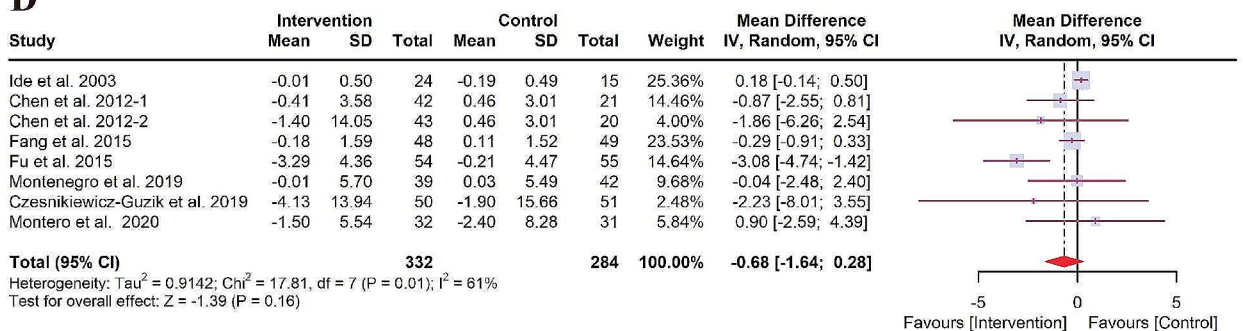 D
Intervention Control Mean Difference Mean Difference
Study Mean SD Total Mean SD Total Weight IV, Random, 95% CI IV, Random, 95% CI
Ide et al. 2003 -0.01 0.50 24 -0.19 0.49 15 25.36% 0.18 [-0.14; 0.50]
Chen et al. 2012-1 -0.41 3.58 42 0.46 3.01 21 14.46% -0.87 [-2.55; 0.81]
Chen et al. 2012-2 -1.40 14.05 43 0.46 3.01 20 4.00% -1.86 [-6.26; 2.54]
Fang et al. 2015 -0.18 1.59 48 0.11 1.52 49 23.53% -0.29 [-0.91; 0.33]
Fu et al. 2015 -3.29 4.36 54 -0.21 4.47 55 14.64% -3.08 [-4.74; -1.42]
Montenegro et al. 2019 -0.01 5.70 39 0.03 5.49 42 9.68% -0.04 [-2.48; 2.40]
Czesnikiewicz-Guzik et al. 2019 -4.13 13.94 50 -1.90 15.66 51 2.48% -2.23 [-8.01; 3.55]
Montero et al. 2020 -1.50 5.54 32 -2.40 8.28 31 5.84% 0.90 [-2.59; 4.39]
Total (95% CI) 332 284 100.00% -0.68 [-1.64; 0.28]
Heterogeneity: Tau² = 0.9142; Chi² = 17.81, df = 7 (P = 0.01); I² = 61%
Test for overall effect: Z = -1.39 (P = 0.16)
-5 0 5
Favours [Intervention] Favours [Control]